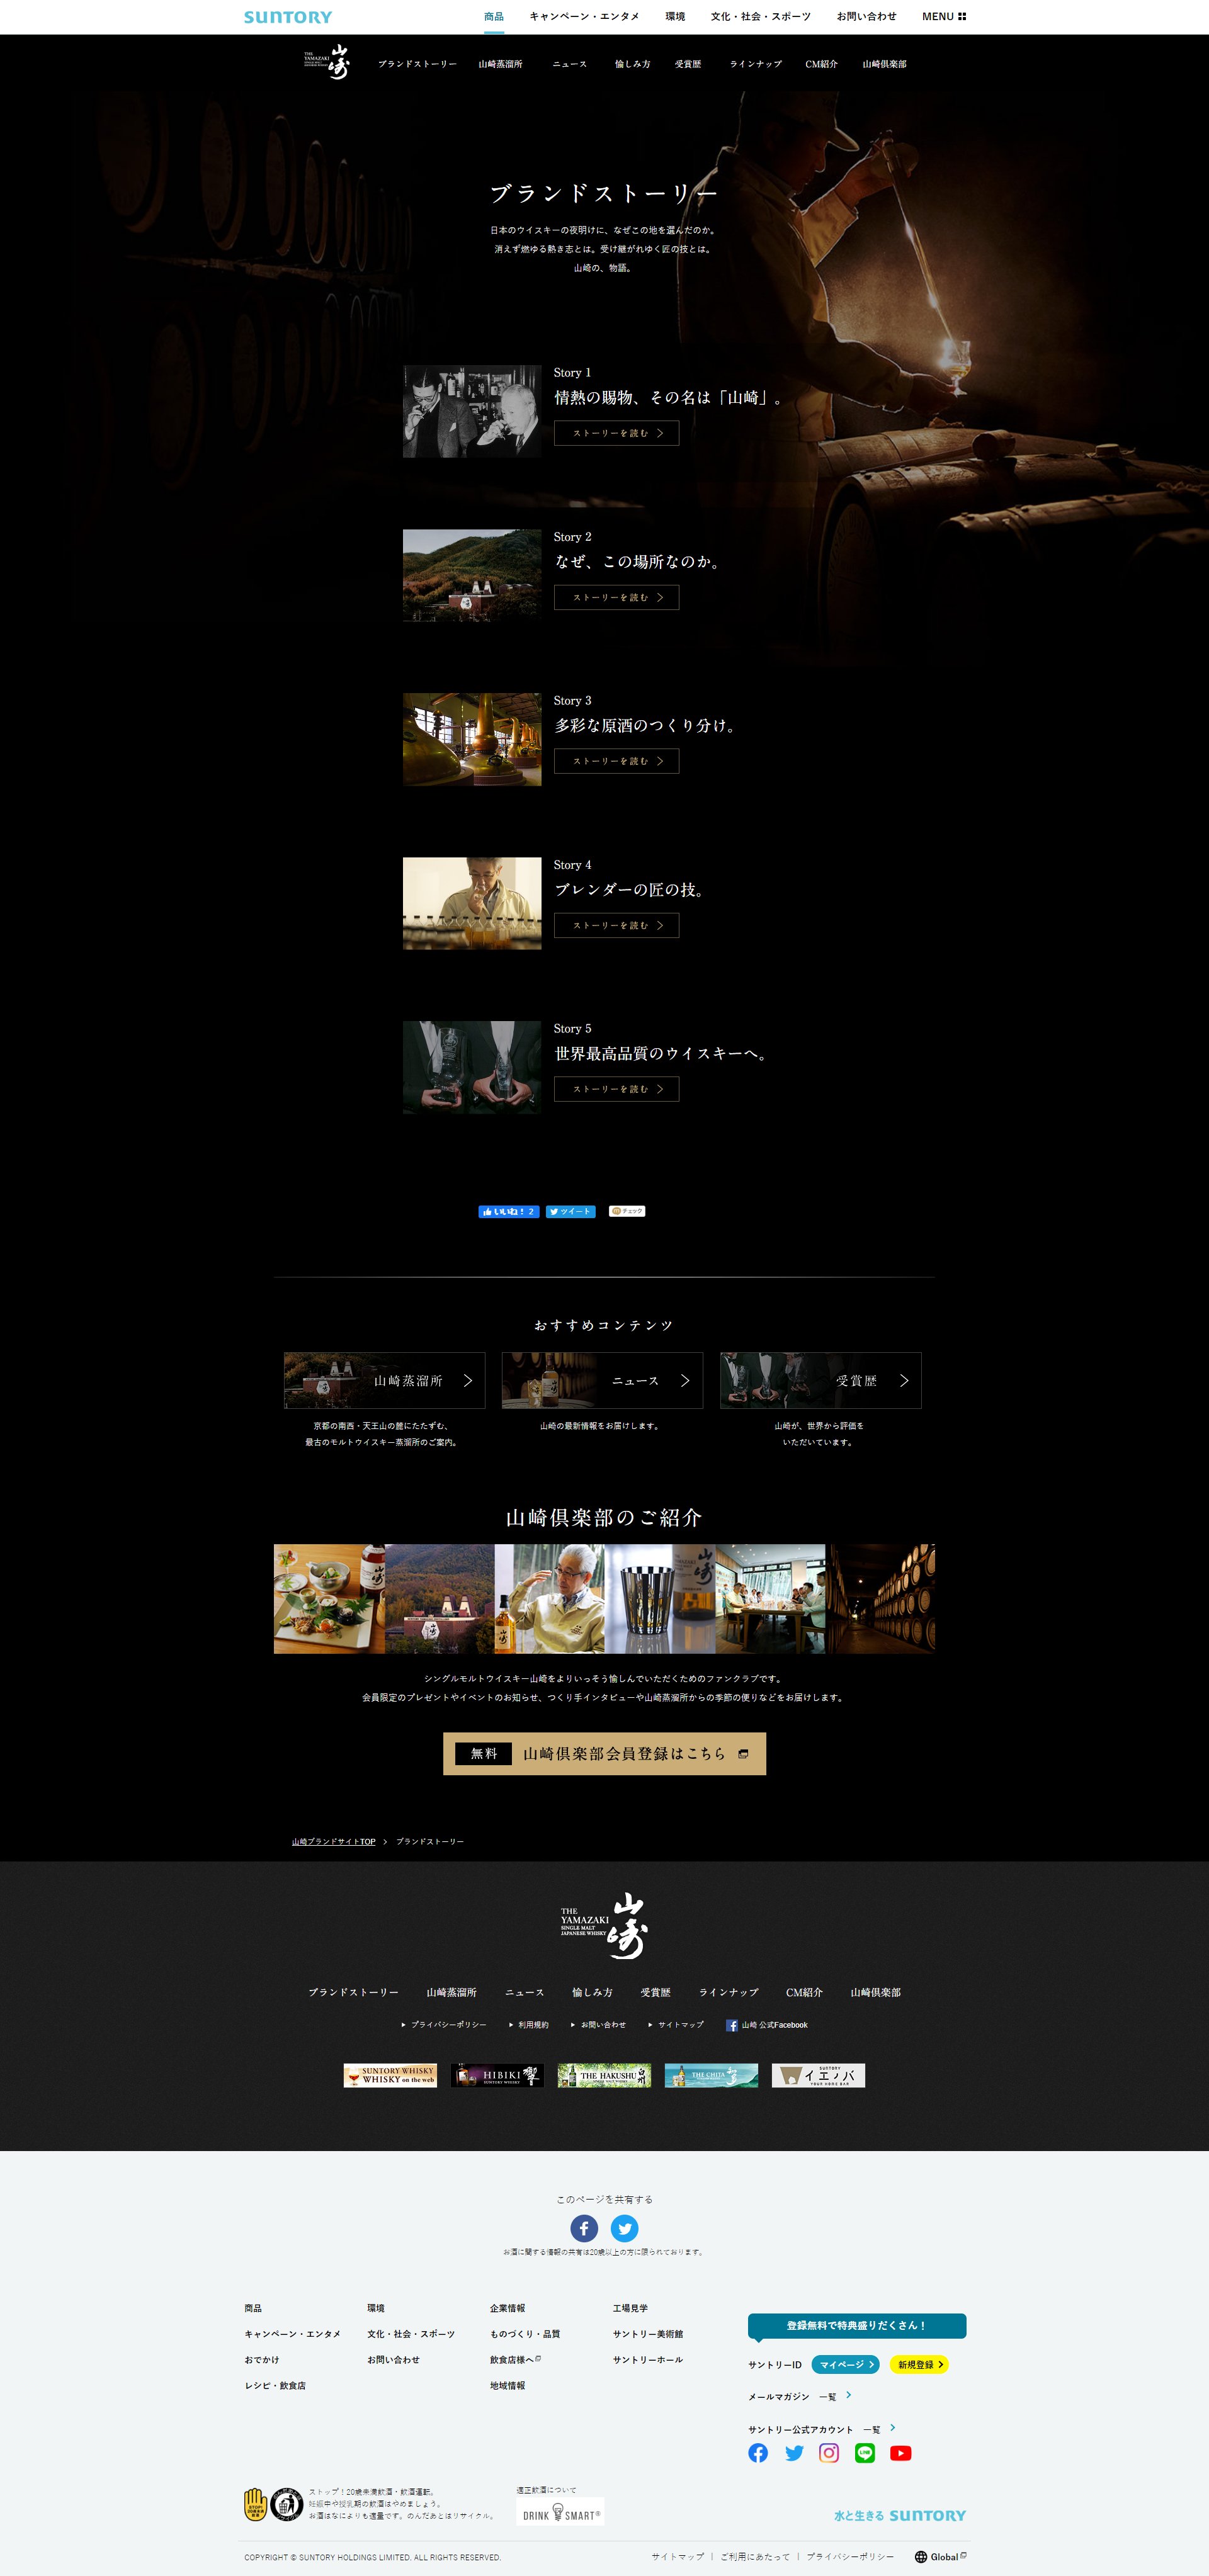 SUNTORY
商品 キャンペーン・エンタメ 環境 文化・社会・スポーツ お問い合わせ MENU
THE YAMAZAKI SINGLE MALT JAPANESE WHISKY 山崎
ブランドストーリー 山崎蒸溜所 ニュース 愉しみ方 受賞歴 ラインナップ CM紹介 山崎倶楽部
ブランドストーリー
日本のウイスキーの夜明けに、なぜこの地を選んだのか。
消えず燃ゆる熱き志とは。受け継がれゆく匠の技とは。
山崎の、物語。
Story 1
情熱の賜物、その名は「山崎」。
ストーリーを読む
Story 2
なぜ、この場所なのか。
ストーリーを読む
Story 3
多彩な原酒のつくり分け。
ストーリーを読む
Story 4
ブレンダーの匠の技。
ストーリーを読む
Story 5
世界最高品質のウイスキーへ。
ストーリーを読む
いいね！ 2 ツイート チェック
おすすめコンテンツ
山崎蒸溜所 ニュース 受賞歴
京都の南西・天王山の麓にたたずむ、
最古のモルトウイスキー蒸溜所のご案内。
山崎の最新情報をお届けします。
山崎が、世界から評価を
いただいています。
山崎倶楽部のご紹介
シングルモルトウイスキー山崎をよりいっそう愉しんでいただくためのファンクラブです。
会員限定のプレゼントやイベントのお知らせ、つくり手インタビューや山崎蒸溜所からの季節の便りなどをお届けします。
無料 山崎倶楽部会員登録はこちら
山崎ブランドサイトTOP ブランドストーリー
THE
YAMAZAKI
SINGLE MALT
JAPANESE WHISKY
山崎
ブランドストーリー 山崎蒸溜所 ニュース 愉しみ方 受賞歴 ラインナップ CM紹介 山崎倶楽部
プライバシーポリシー 利用規約 お問い合わせ サイトマップ 山崎 公式Facebook
SUNTORY WHISKY
WHISKY on the web
HIBIKI
SUNTORY WHISKY
響
THE HAKUSHU
白州
THE CHITA
知多
SUNTORY
イエノバ
YOUR HOME BAR
このページを共有する
お酒に関する情報の共有は20歳以上の方に限られております。
商品
キャンペーン・エンタメ
おでかけ
レシピ・飲食店
環境
文化・社会・スポーツ
お問い合わせ
企業情報
ものづくり・品質
飲食店様へ
地域情報
工場見学
サントリー美術館
サントリーホール
登録無料で特典盛りだくさん！
サントリーID マイページ 新規登録
メールマガジン 一覧
サントリー公式アカウント 一覧
LINE
ストップ！20歳未満飲酒・飲酒運転。
妊娠中や授乳期の飲酒はやめましょう。
お酒はなによりも適量です。のんだあとはリサイクル。
適正飲酒について
DRINK SMART®
水と生きる SUNTORY
COPYRIGHT © SUNTORY HOLDINGS LIMITED. ALL RIGHTS RESERVED.
サイトマップ | ご利用にあたって | プライバシーポリシー
Global